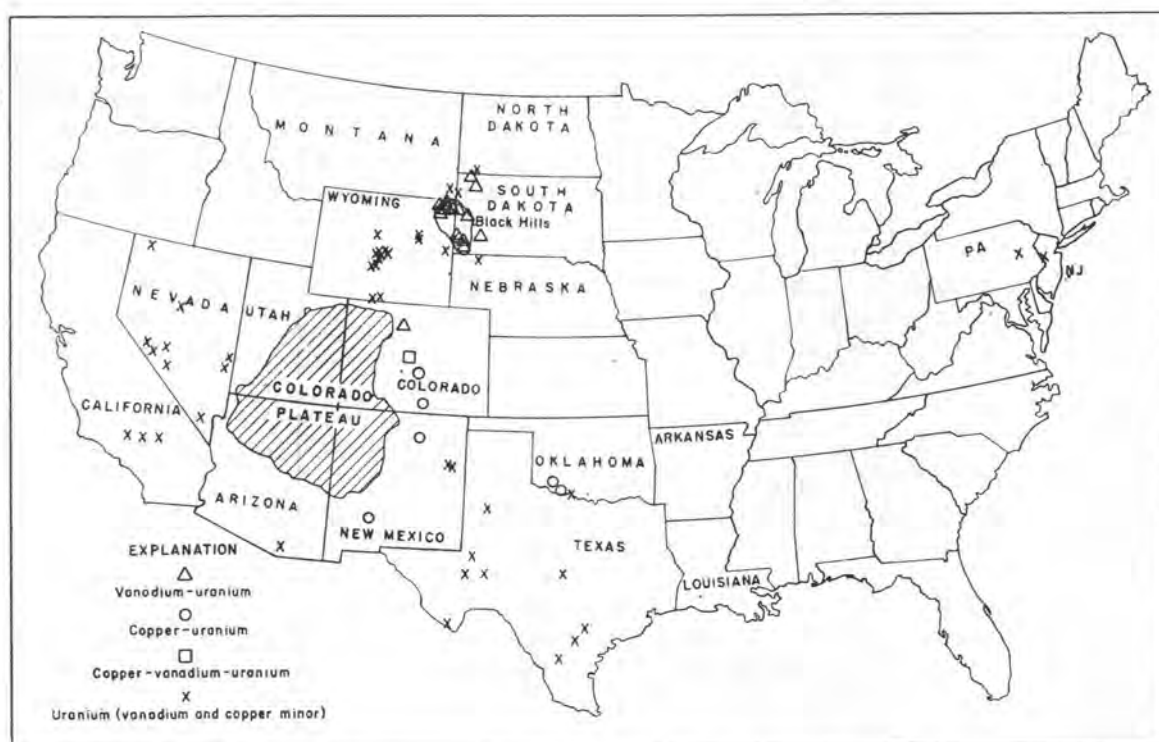 NORTH
DAKOTA
MONTANA
SOUTH
DAKOTA
WYOMING
Black Hills
PA
NJ
NEBRASKA
NEVADA
UTAH
COLORADO
PLATEAU
COLORADO
CALIFORNIA
ARKANSAS
OKLAHOMA
ARIZONA
NEW MEXICO
TEXAS
LOUISIANA
EXPLANATION
Vanadium-uranium
Copper-uranium
Copper-vanadium-uranium
x
Uranium (vanadium and copper minor)